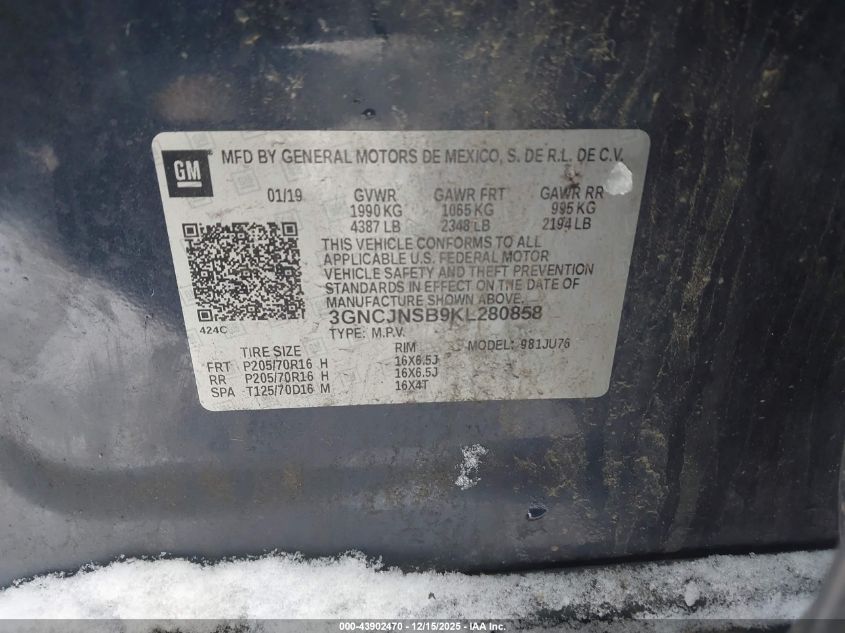 GM
MFD BY GENERAL MOTORS DE MEXICO, S. DE R.L. DE C.V.
01/19 GVWR GAWR FRT GAWR RR
1990 KG 1065 KG 995 KG
4387 LB 2348 LB 2194 LB
THIS VEHICLE CONFORMS TO ALL
APPLICABLE U.S. FEDERAL MOTOR
VEHICLE SAFETY AND THEFT PREVENTION
STANDARDS IN EFFECT ON THE DATE OF
MANUFACTURE SHOWN ABOVE.
3GNCJNSB9KL280858
424C TYPE: M.P.V. MODEL: 981JU76
TIRE SIZE RIM
FRT P205/70R16 H 16X6.5J
RR P205/70R16 H 16X6.5J
SPA T125/70D16 M 16X4T
000-43902470 - 12/15/2025 - IAA Inc.